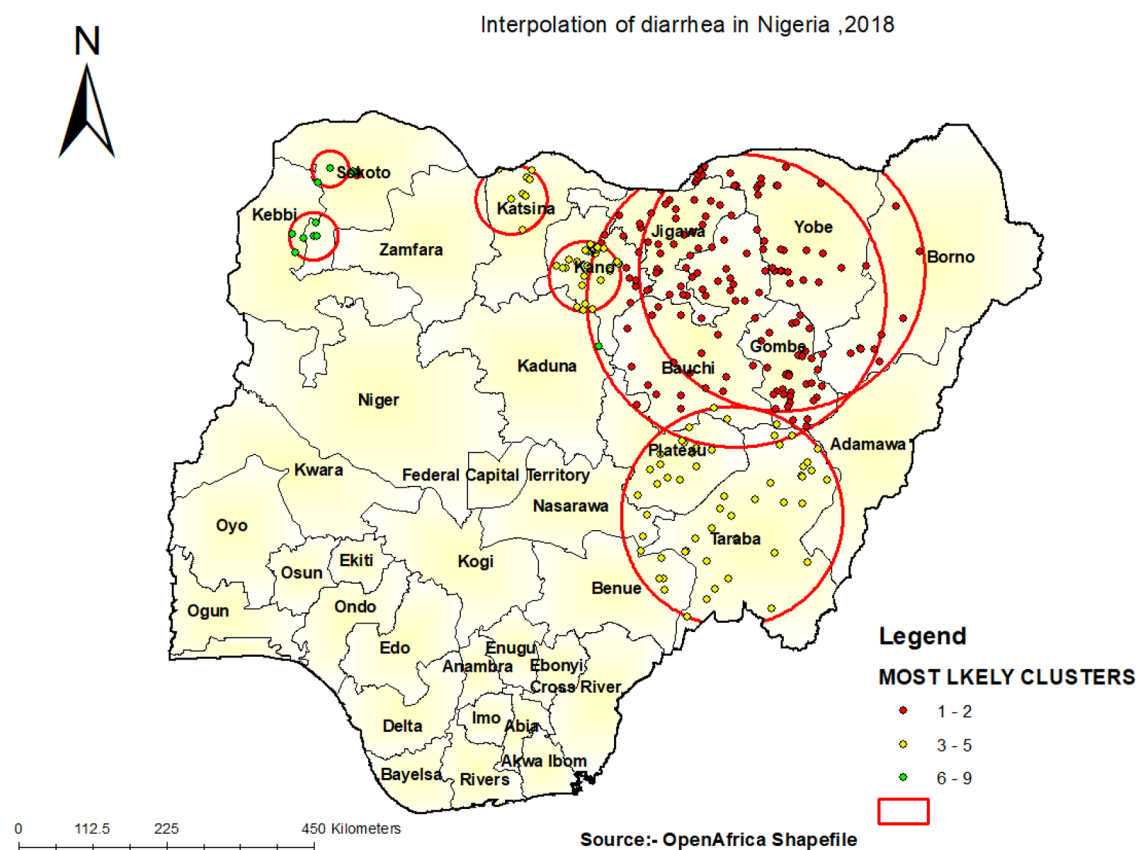 Interpolation of diarrhea in Nigeria ,2018
N
Sokoto
Katsina
Kebbi
Zamfara
Jigawa
Yobe
Borno
Kang
Gombe
Bauchi
Kaduna
Niger
Adamawa
Plateau
Kwara
Federal Capital Territory
Nasarawa
Oyo
Taraba
Kogi
Ekiti
Osun
Benue
Ogun
Ondo
Edo
Enugu
Anambra
Ebonyi
Cross River
Delta
Imo
Abia
Akwa Ibom
Bayelsa
Rivers
Legend
MOST LKELY CLUSTERS
1 - 2
3 - 5
6 - 9
0 112.5 225 450 Kilometers
Source:- OpenAfrica Shapefile